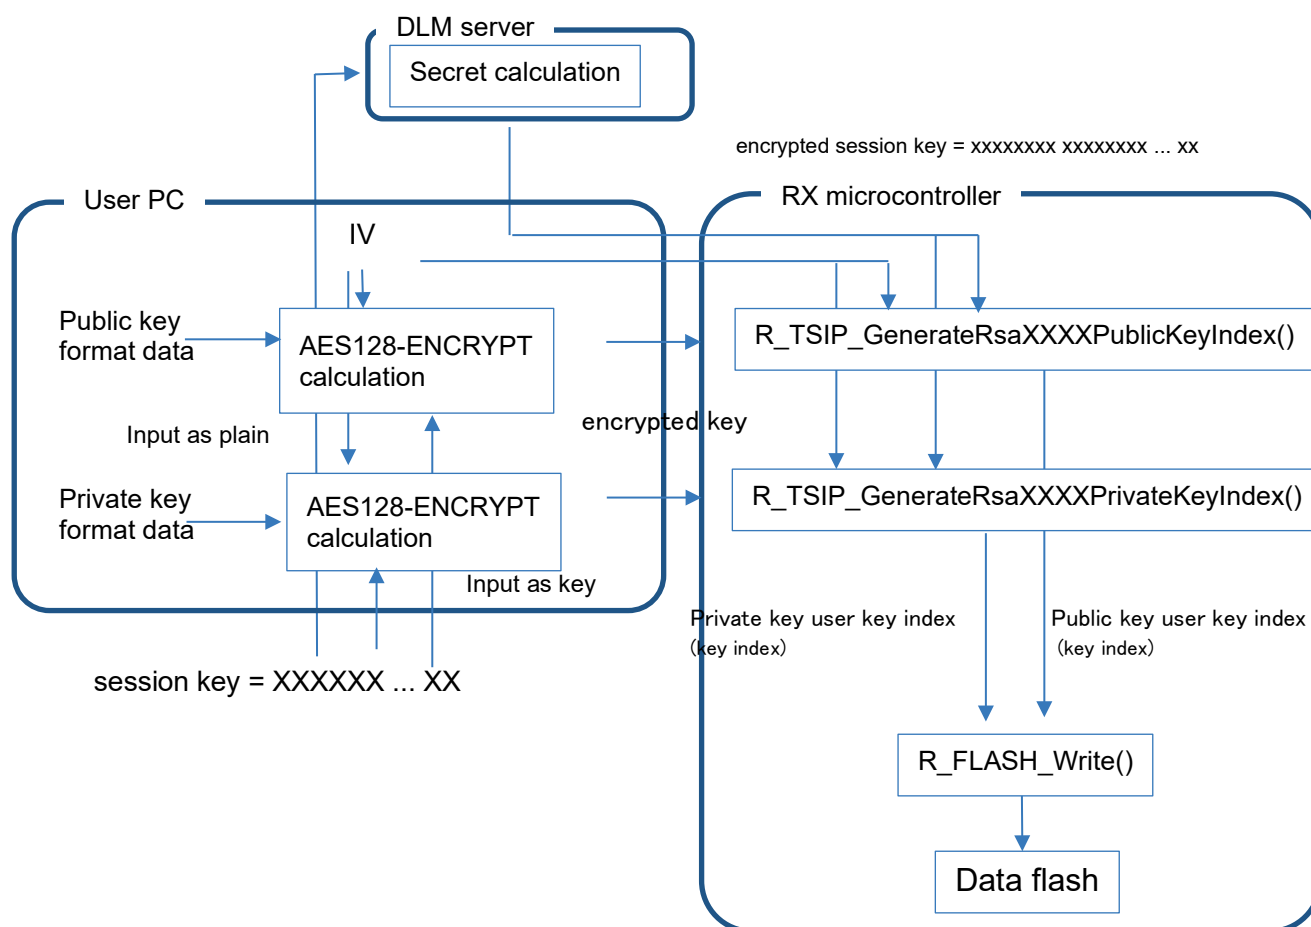 DLM server
Secret calculation
encrypted session key = xxxxxxxx xxxxxxxx ... xx
User PC
RX microcontroller
IV
Public key
format data
AES128-ENCRYPT
calculation
R_TSIP_GenerateRsaXXXXPublicKeyIndex()
Input as plain
encrypted key
Private key
format data
AES128-ENCRYPT
calculation
R_TSIP_GenerateRsaXXXXPrivateKeyIndex()
Input as key
Private key user key index
(key index)
Public key user key index
(key index)
session key = XXXXXX ... XX
R_FLASH_Write()
Data flash